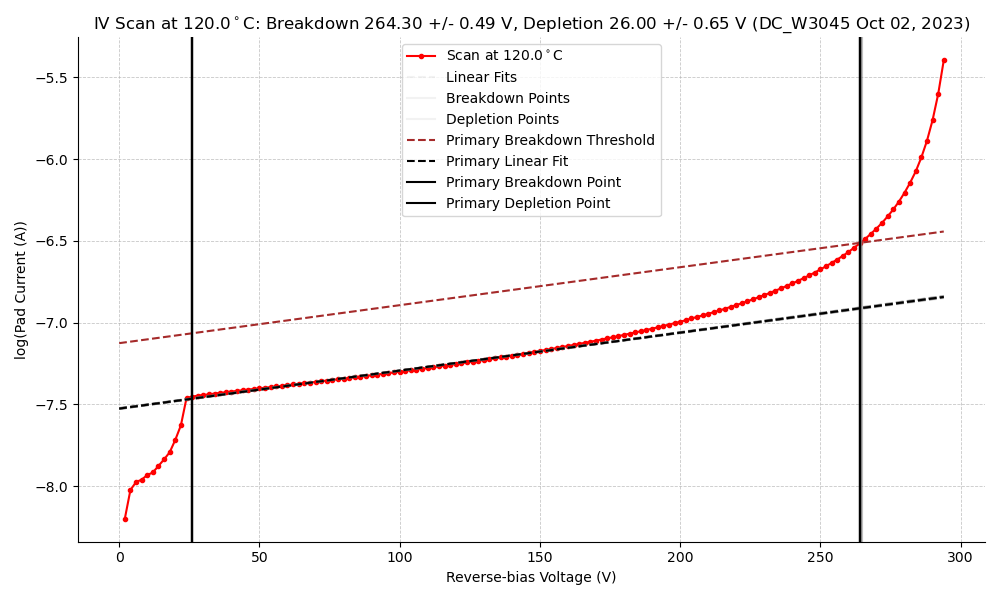 IV Scan at 120.0°C: Breakdown 264.30 +/- 0.49 V, Depletion 26.00 +/- 0.65 V (DC_W3045 Oct 02, 2023)
Scan at 120.0°C
Linear Fits
Breakdown Points
Depletion Points
Primary Breakdown Threshold
Primary Linear Fit
Primary Breakdown Point
Primary Depletion Point
log(Pad Current (A))
−5.5
−6.0
−6.5
−7.0
−7.5
−8.0
0 50 100 150 200 250 300
Reverse-bias Voltage (V)